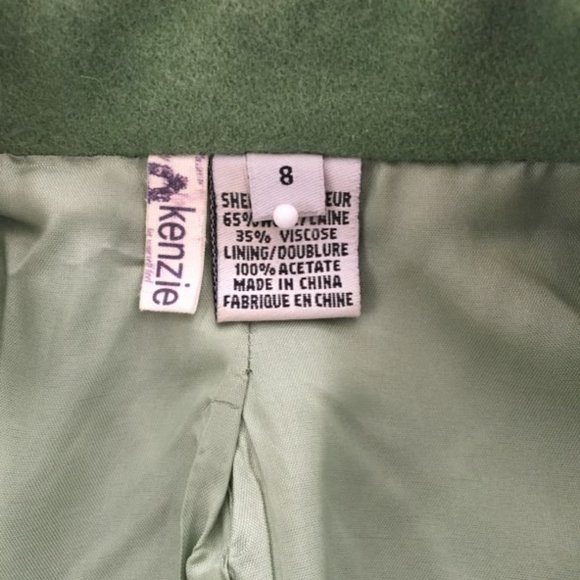 kenzie
8
65%
35% VISCOSE
LINING/DOUBLURE
100% ACETATE
MADE IN CHINA
FABRIQUE EN CHINE